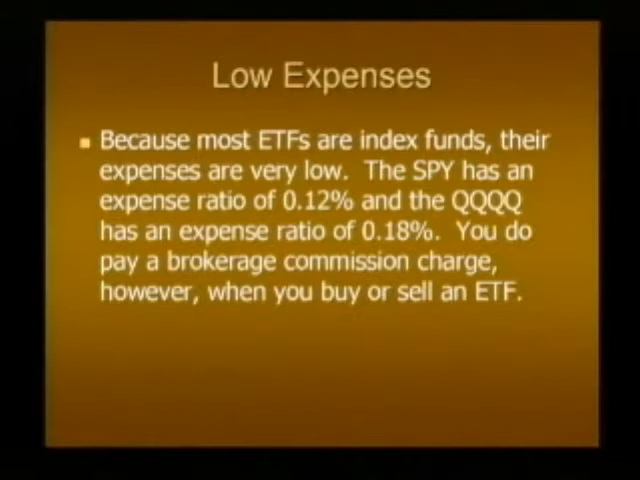 Low Expenses
Because most ETFs are index funds, their
expenses are very low. The SPY has an
expense ratio of 0.12% and the QQQQ
has an expense ratio of 0.18%. You do
pay a brokerage commission charge,
however, when you buy or sell an ETF.